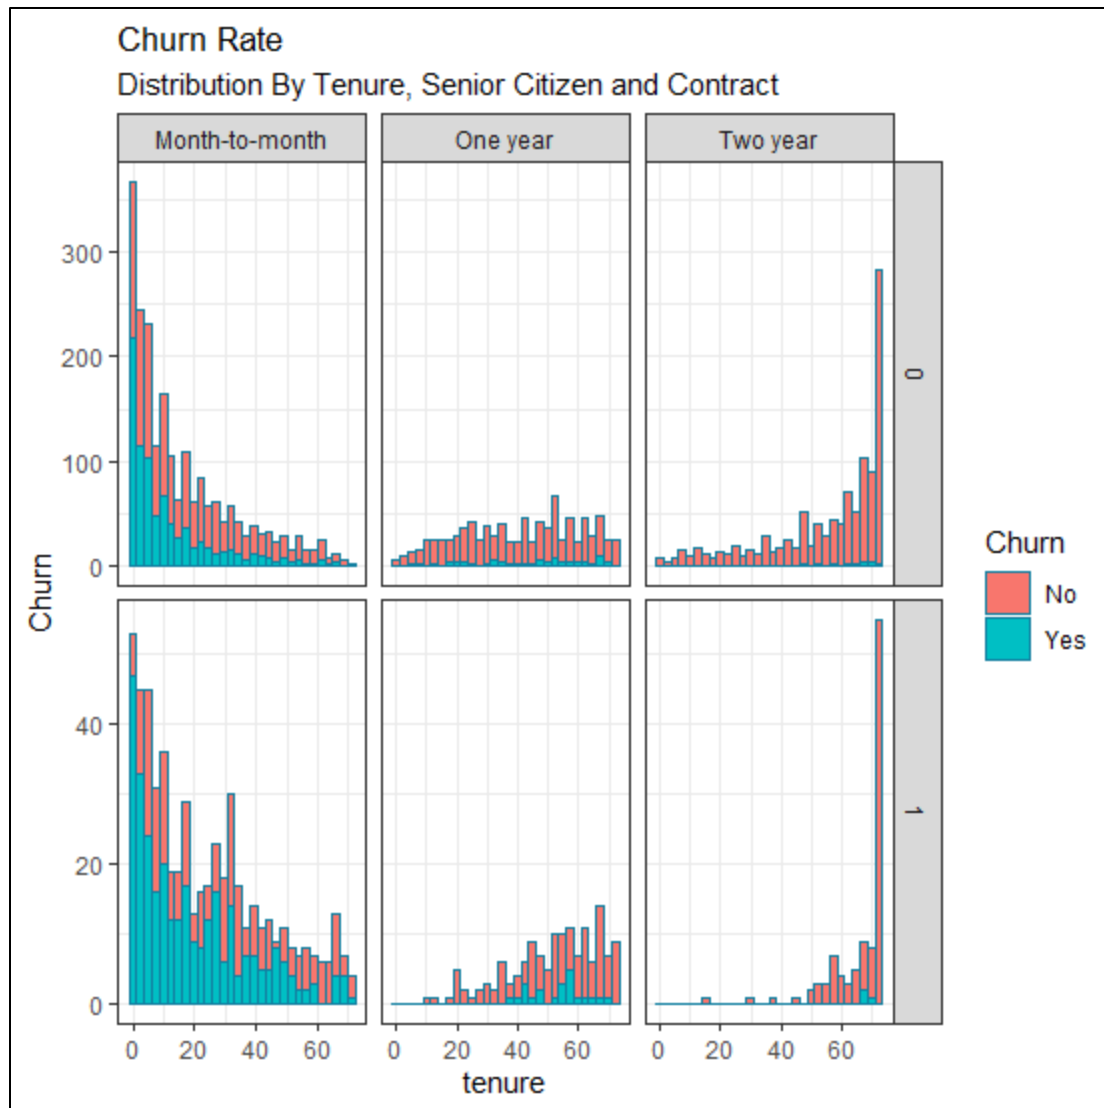 Churn Rate
Distribution By Tenure, Senior Citizen and Contract
Month-to-month One year Two year
300
200
100
0
0
40
20
0
1
Churn
0 20 40 60 0 20 40 60 0 20 40 60
tenure
Churn
No
Yes